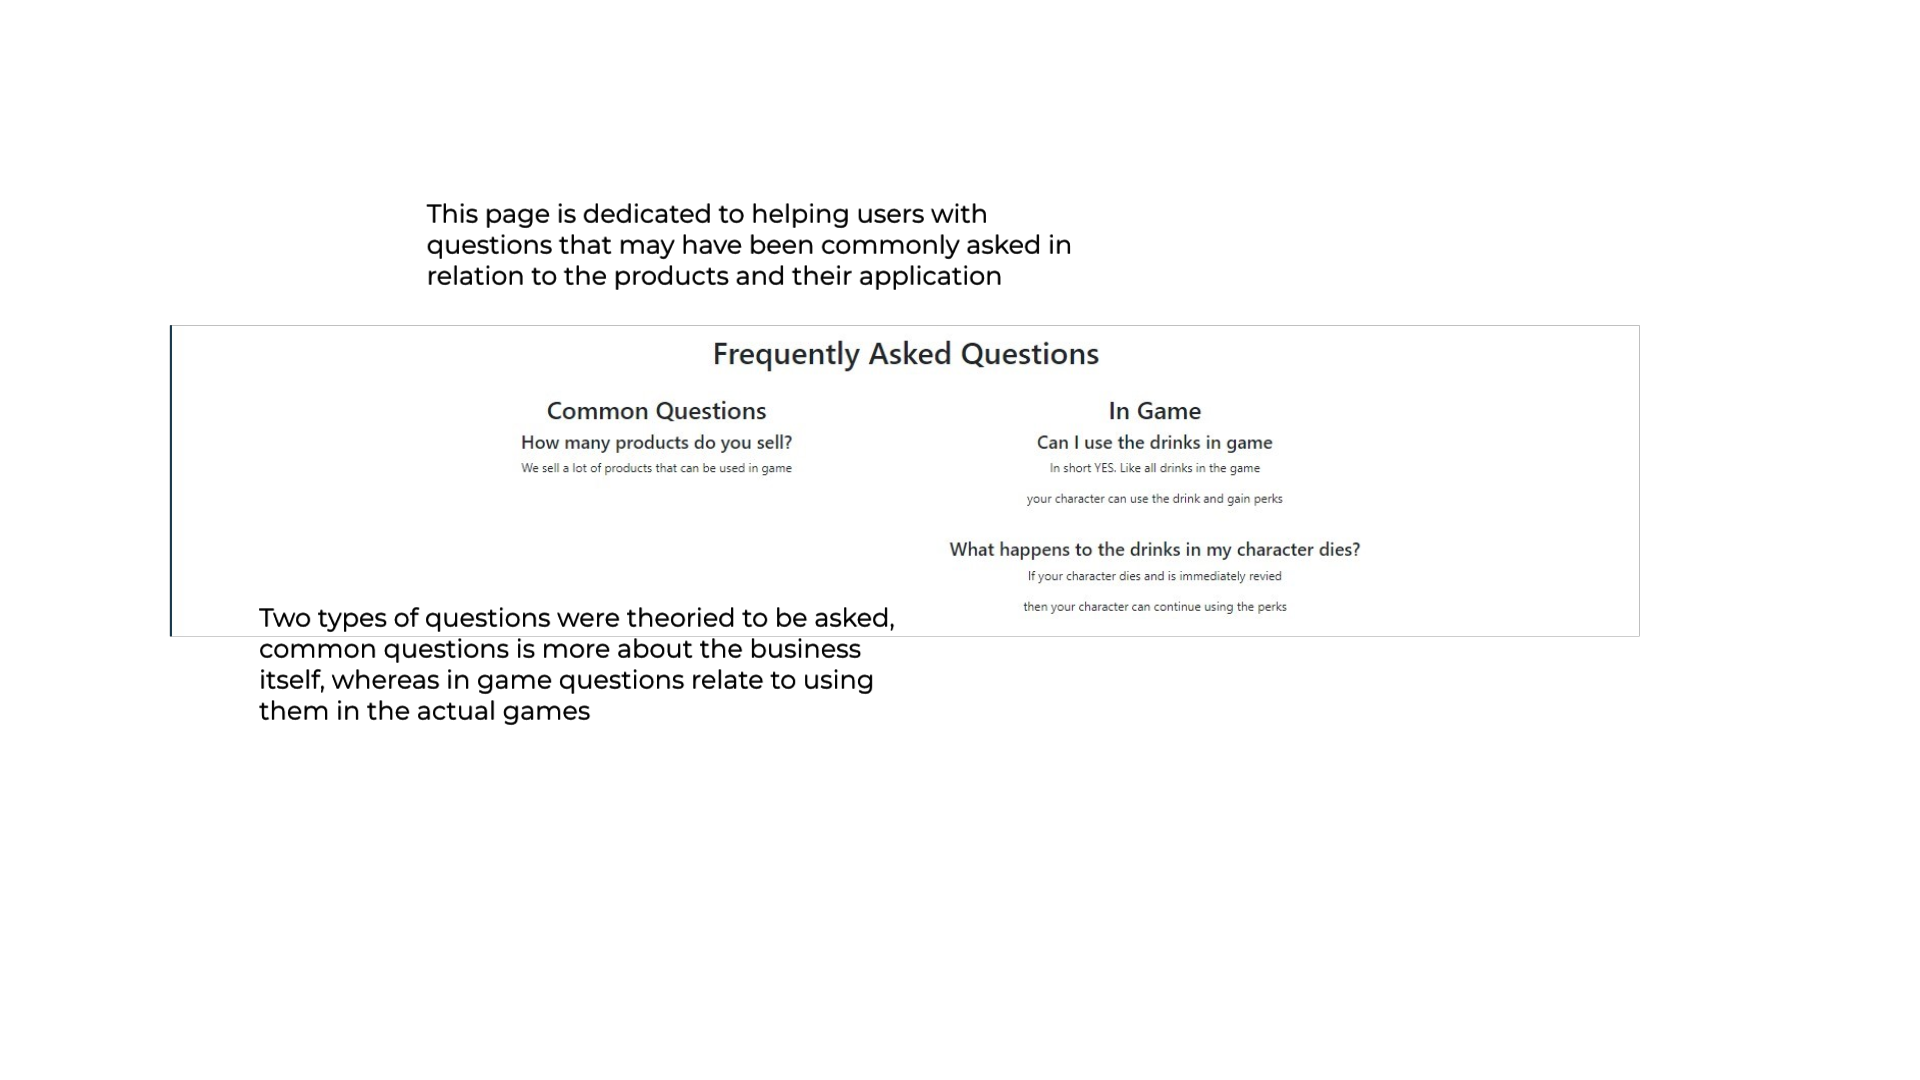 This page is dedicated to helping users with
questions that may have been commonly asked in
relation to the products and their application
Frequently Asked Questions
Common Questions
How many products do you sell?
We sell a lot of products that can be used in game
In Game
Can I use the drinks in game
In short YES. Like all drinks in the game
your character can use the drink and gain perks
What happens to the drinks in my character dies?
If your character dies and is immediately revied
then your character can continue using the perks
Two types of questions were theoried to be asked,
common questions is more about the business
itself, whereas in game questions relate to using
them in the actual games